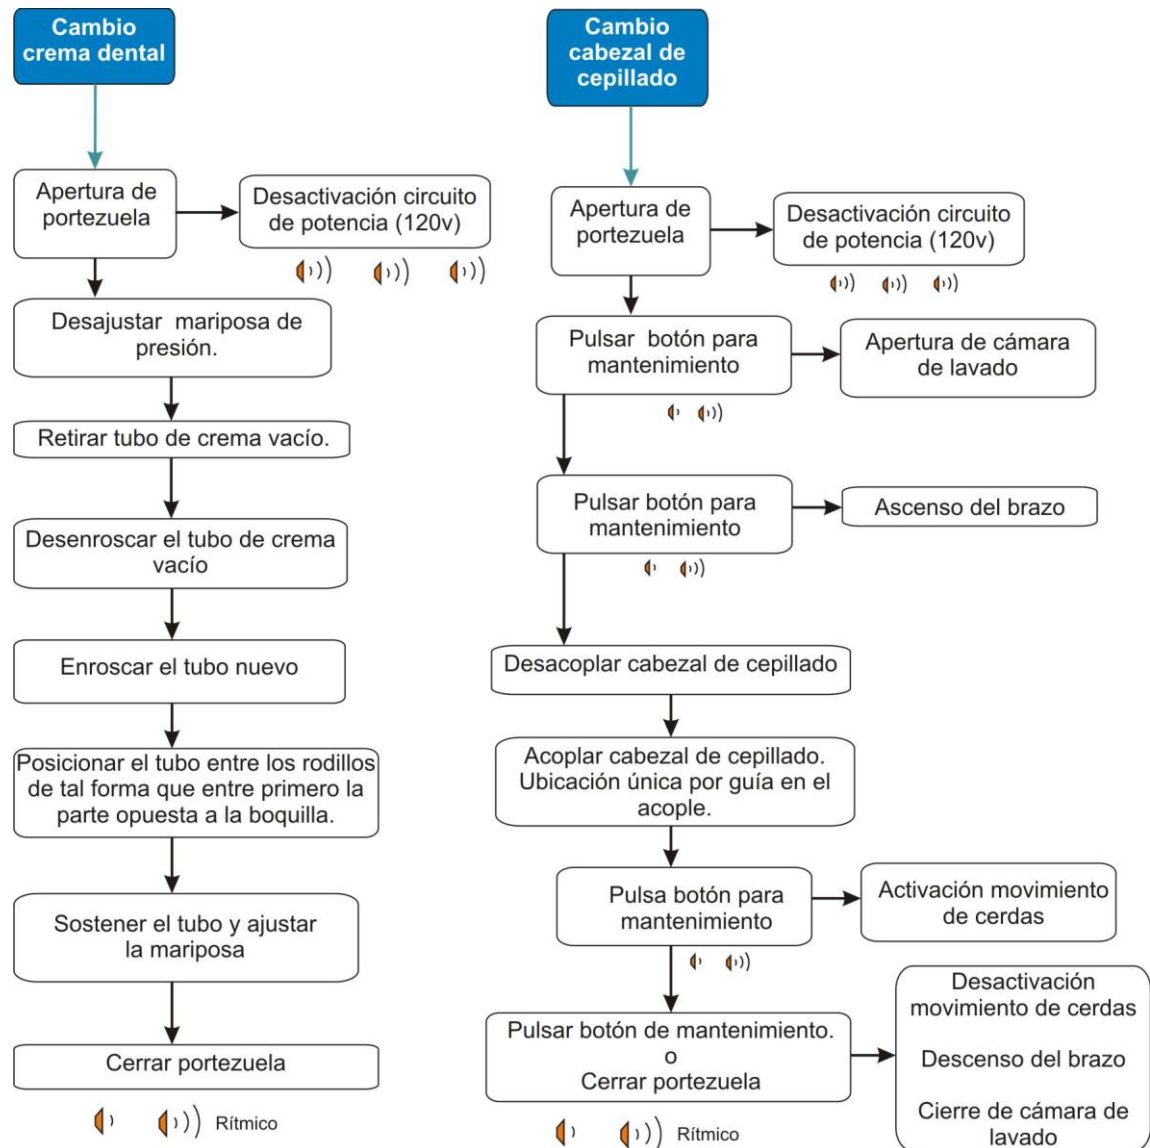 Cambio
crema dental
Apertura de
portezuela
Desactivación circuito
de potencia (120v)
Desajustar mariposa de
presión.
Retirar tubo de crema vacío.
Desenroscar el tubo de crema
vacío
Enroscar el tubo nuevo
Posicionar el tubo entre los rodillos
de tal forma que entre primero la
parte opuesta a la boquilla.
Sostener el tubo y ajustar
la mariposa
Cerrar portezuela
Rítmico
Cambio
cabezal de
cepillado
Apertura de
portezuela
Desactivación circuito
de potencia (120v)
Pulsar botón para
mantenimiento
Apertura de cámara
de lavado
Pulsar botón para
mantenimiento
Ascenso del brazo
Desacoplar cabezal de cepillado
Acoplar cabezal de cepillado.
Ubicación única por guía en el
acople.
Pulsa botón para
mantenimiento
Activación movimiento
de cerdas
Pulsar botón de mantenimiento.
o
Cerrar portezuela
Desactivación
movimiento de cerdas
Descenso del brazo
Cierre de cámara de
lavado
Rítmico